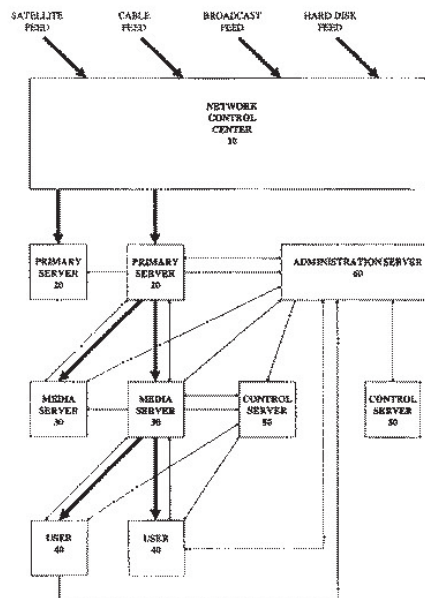 SATELLITE
FEED
CABLE
FEED
BROADCAST
FEED
HARD DISK
FEED
NETWORK
CONTROL
CENTER
10
PRIMARY
SERVER
20
PRIMARY
SERVER
20
ADMINISTRATION SERVER
60
MEDIA
SERVER
30
MEDIA
SERVER
30
CONTROL
SERVER
50
CONTROL
SERVER
50
USER
40
USER
40